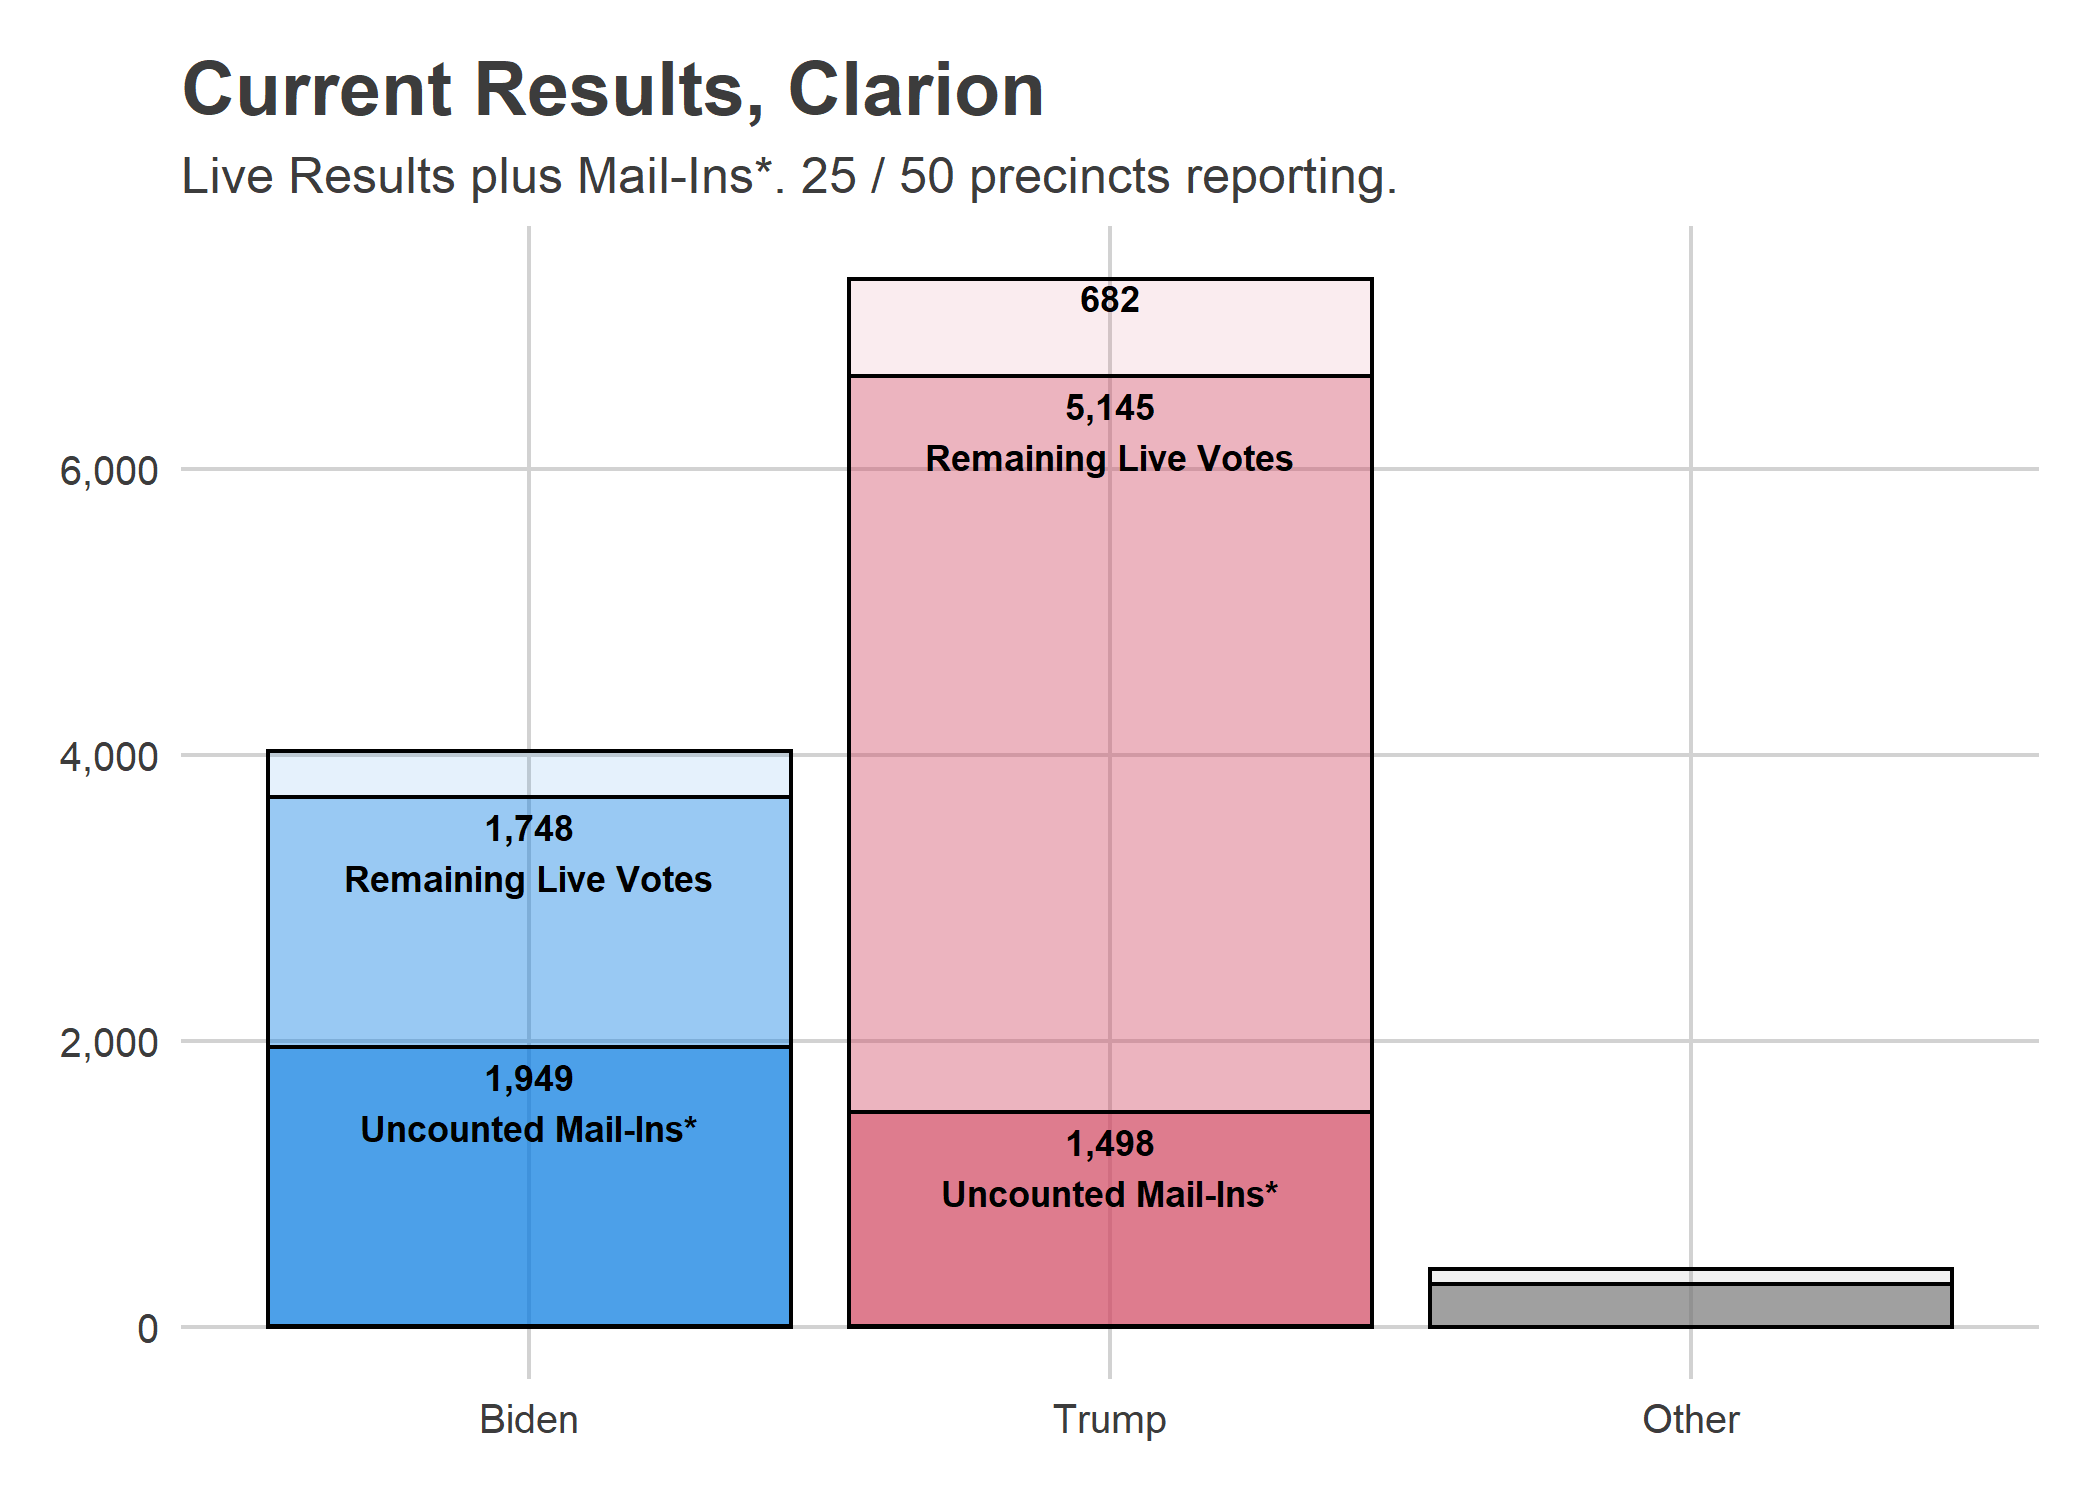 Current Results, Clarion
Live Results plus Mail-Ins*. 25 / 50 precincts reporting.
682
5,145
Remaining Live Votes
6,000
4,000
1,748
Remaining Live Votes
2,000
1,949
Uncounted Mail-Ins*
1,498
Uncounted Mail-Ins*
0
Biden
Trump
Other